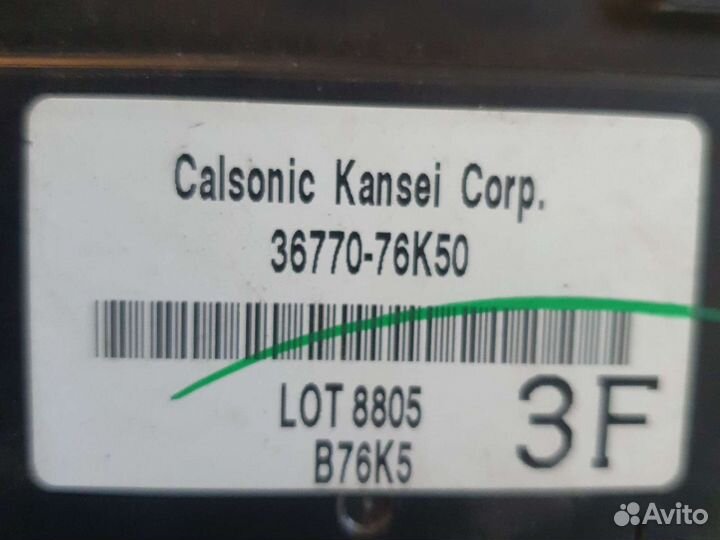 Calsonic Kansei Corp.
36770-76K50
LOT 8805
B76K5
3F
Avito